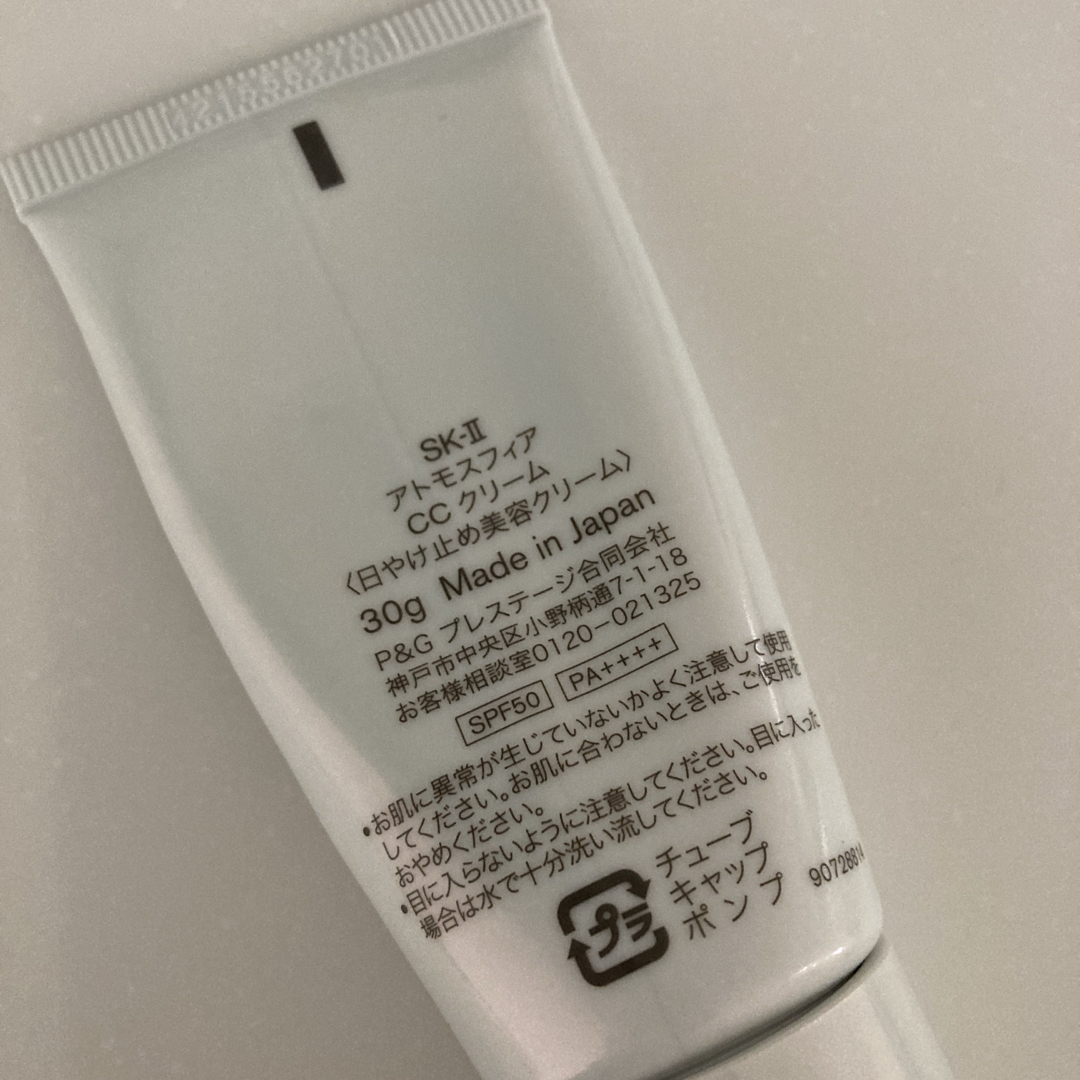 SK-II
アトモスフィア
CC クリーム
〈日やけ止め美容クリーム〉
30g Made in Japan
P&G プレステージ合同会社
神戸市中央区小野柄通7-1-18
お客様相談室0120-021325
SPF50 PA++++
•お肌に異常が生じていないかよく注意して使用
してください。お肌に合わないときは、ご使用を
おやめください。
•目に入らないように注意してください。目に入った
場合は水で十分洗い流してください。
プラ
チューブ
キャップ
ポンプ